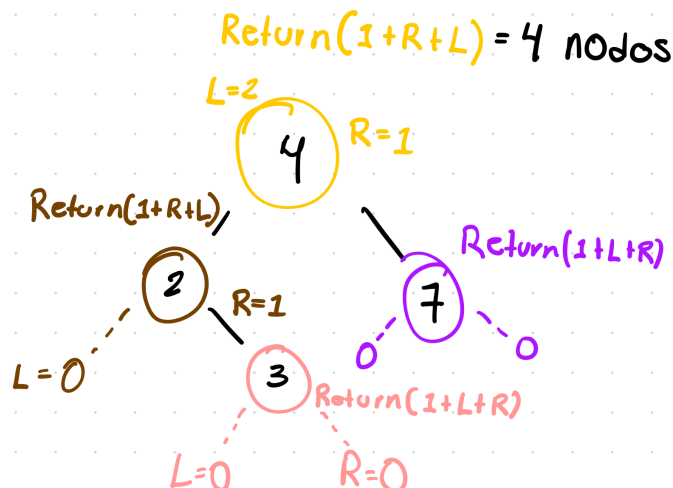 Return(1+R+L) = 4 nodos
L=2
4
R=1
Return(1+R+L)
Return(1+L+R)
2
R=1
7
0
0
L=0
3
Return(1+L+R)
L=0
R=0